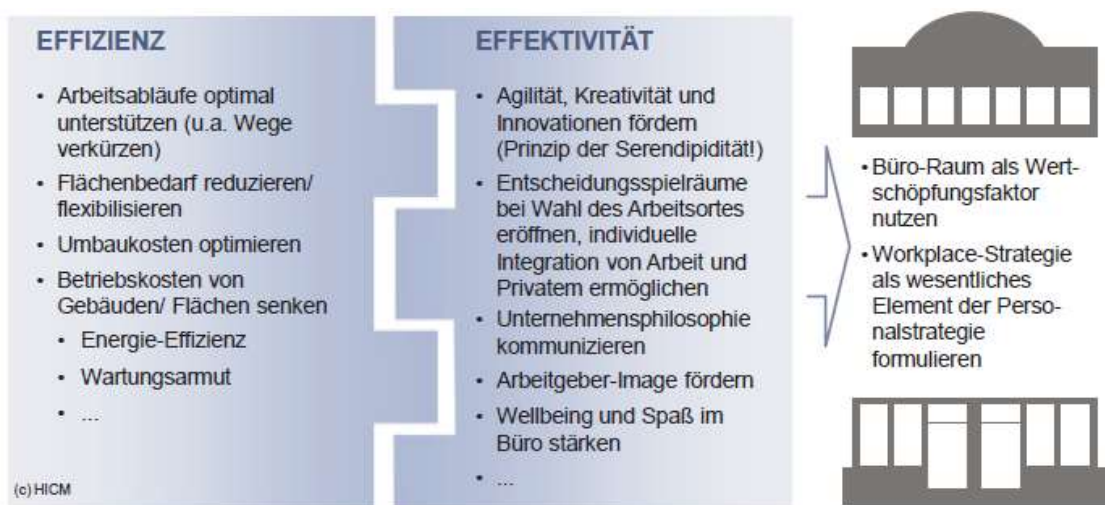 EFFIZIENZ
• Arbeitsabläufe optimal
unterstützen (u.a. Wege
verkürzen)
• Flächenbedarf reduzieren/
flexibilisieren
• Umbaukosten optimieren
• Betriebskosten von
Gebäuden/ Flächen senken
• Energie-Effizienz
• Wartungsarmut
• ...
(c) HICM
EFFEKTIVITÄT
• Agilität, Kreativität und
Innovationen fördern
(Prinzip der Serendipidität!)
• Entscheidungsspielräume
bei Wahl des Arbeitsortes
eröffnen, individuelle
Integration von Arbeit und
Privatem ermöglichen
• Unternehmensphilosophie
kommunizieren
• Arbeitgeber-Image fördern
• Wellbeing und Spaß im
Büro stärken
• ...
• Büro-Raum als Wert-
schöpfungsfaktor
nutzen
• Workplace-Strategie
als wesentliches
Element der Perso-
nalstrategie
formulieren